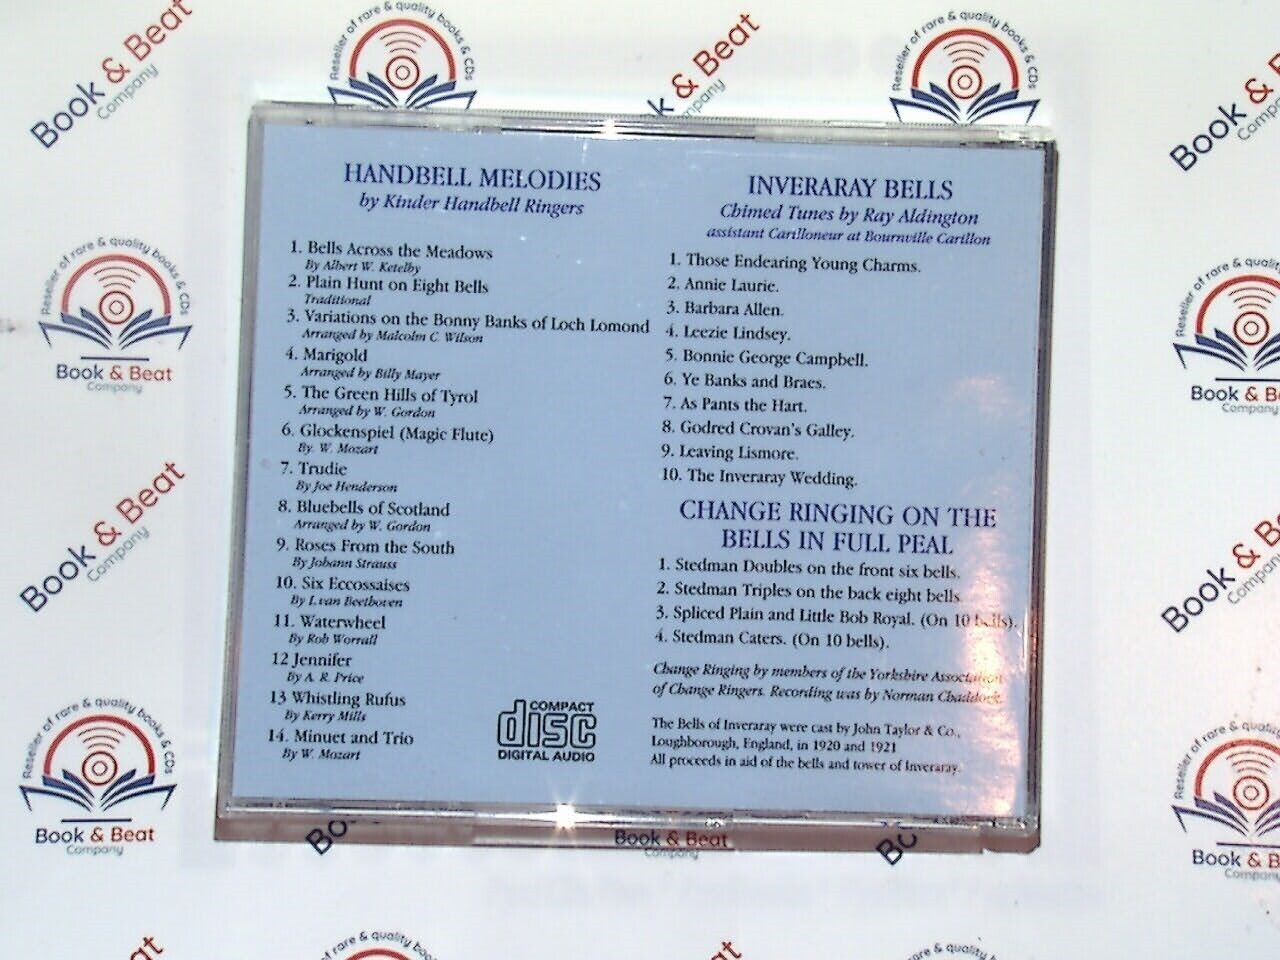 HANDBELL MELODIES
by Kinder Handbell Ringers
1. Bells Across the Meadows
By Albert W. Ketelby
2. Plain Hunt on Eight Bells
Traditional
3. Variations on the Bonny Banks of Loch Lomond
Arranged by Malcolm C. Wilson
4. Marigold
Arranged by Billy Mayer
5. The Green Hills of Tyrol
Arranged by W. Gordon
6. Glockenspiel (Magic Flute)
By. W. Mozart
7. Trudie
By Joe Henderson
8. Bluebells of Scotland
Arranged by W. Gordon
9. Roses From the South
By Johann Strauss
10. Six Eccossaises
By L van Beethoven
11. Waterwheel
By Rob Worrall
12 Jennifer
By A. R. Price
13 Whistling Rufus
By Kerry Mills
14. Minuet and Trio
By W. Mozart
COMPACT
disc
DIGITAL AUDIO
INVERARAY BELLS
Chimed Tunes by Ray Aldington
assistant Carilloneur at Bournville Carillon
1. Those Endearing Young Charms.
2. Annie Laurie.
3. Barbara Allen.
4. Leezie Lindsey.
5. Bonnie George Campbell.
6. Ye Banks and Braes.
7. As Pants the Hart.
8. Godred Crovan's Galley.
9. Leaving Lismore.
10. The Inveraray Wedding.
CHANGE RINGING ON THE
BELLS IN FULL PEAL
1. Stedman Doubles on the front six bells.
2. Stedman Triples on the back eight bells.
3. Spliced Plain and Little Bob Royal. (On 10 bells).
4. Stedman Caters. (On 10 bells).
Change Ringing by members of the Yorkshire Association
of Change Ringers. Recording was by Norman Chaddock.
The Bells of Inveraray were cast by John Taylor & Co.,
Loughborough, England, in 1920 and 1921
All proceeds in aid of the bells and tower of Inveraray.
Reseller of rare & quality books & CDs
Book & Beat
Company